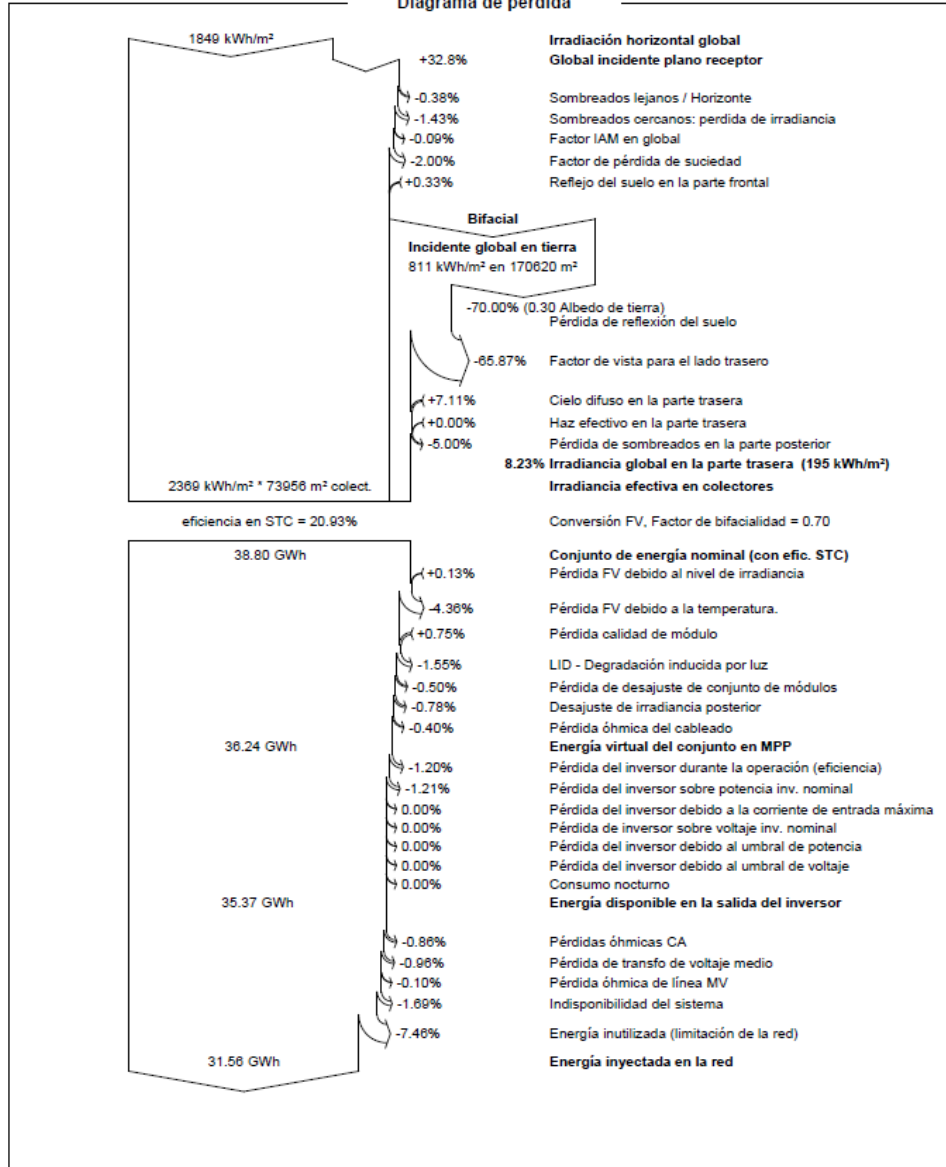 Diagrama de pérdida
1849 kWh/m² Irradiación horizontal global
+32.8% Global incidente plano receptor
-0.38% Sombreados lejanos / Horizonte
-1.43% Sombreados cercanos: perdida de irradiancia
-0.09% Factor IAM en global
-2.00% Factor de pérdida de suciedad
+0.33% Reflejo del suelo en la parte frontal
Bifacial
Incidente global en tierra
811 kWh/m² en 170620 m²
-70.00% (0.30 Albedo de tierra)
Pérdida de reflexión del suelo
-65.87% Factor de vista para el lado trasero
+7.11% Cielo difuso en la parte trasera
+0.00% Haz efectivo en la parte trasera
-5.00% Pérdida de sombreados en la parte posterior
8.23% Irradiancia global en la parte trasera (195 kWh/m²)
2369 kWh/m² * 73956 m² colect. Irradiancia efectiva en colectores
eficiencia en STC = 20.93% Conversión FV, Factor de bifacialidad = 0.70
38.80 GWh Conjunto de energía nominal (con efic. STC)
+0.13% Pérdida FV debido al nivel de irradiancia
-4.36% Pérdida FV debido a la temperatura.
+0.75% Pérdida calidad de módulo
-1.55% LID - Degradación inducida por luz
-0.50% Pérdida de desajuste de conjunto de módulos
-0.78% Desajuste de irradiancia posterior
-0.40% Pérdida óhmica del cableado
36.24 GWh Energía virtual del conjunto en MPP
-1.20% Pérdida del inversor durante la operación (eficiencia)
-1.21% Pérdida del inversor sobre potencia inv. nominal
0.00% Pérdida del inversor debido a la corriente de entrada máxima
0.00% Pérdida de inversor sobre voltaje inv. nominal
0.00% Pérdida del inversor debido al umbral de potencia
0.00% Pérdida del inversor debido al umbral de voltaje
0.00% Consumo nocturno
35.37 GWh Energía disponible en la salida del inversor
-0.86% Pérdidas óhmicas CA
-0.96% Pérdida de transfo de voltaje medio
-0.10% Pérdida óhmica de línea MV
-1.69% Indisponibilidad del sistema
-7.46% Energía inutilizada (limitación de la red)
31.56 GWh Energía inyectada en la red